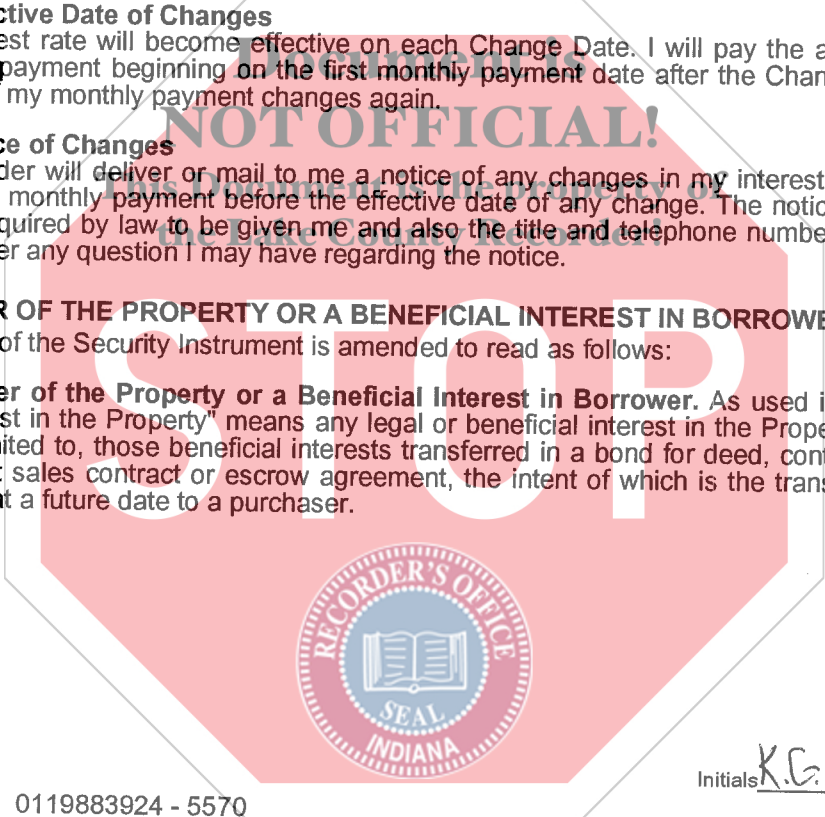 ctive Date of Changes
est rate will become effective on each Change Date. I will pay the a
payment beginning on the first monthly payment date after the Chan
my monthly payment changes again.
Document is
NOT OFFICIAL!
This Document is the property of
the Lake County Recorder!
ce of Changes
der will deliver or mail to me a notice of any changes in my interest
monthly payment before the effective date of any change. The notic
quired by law to be given me and also the title and telephone numbe
er any question I may have regarding the notice.
R OF THE PROPERTY OR A BENEFICIAL INTEREST IN BORROWE
of the Security Instrument is amended to read as follows:
STOP
er of the Property or a Beneficial Interest in Borrower. As used i
st in the Property" means any legal or beneficial interest in the Prope
ited to, those beneficial interests transferred in a bond for deed, cont
t sales contract or escrow agreement, the intent of which is the trans
at a future date to a purchaser.
RECORDER'S OFFICE
SEAL
INDIANA
Initials K.G.
0119883924 - 5570